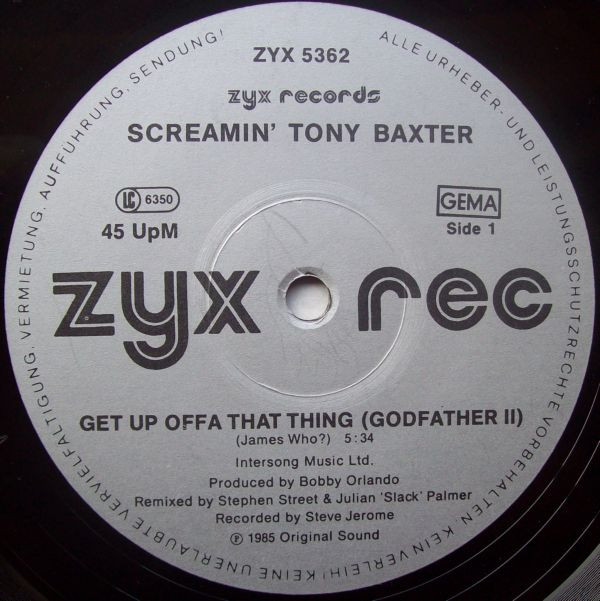 ALLE URHEBER- UND LEISTUNGSSCHUTZRECHTE VORBEHALTEN. KEIN VERLEIH! KEINE UNERLAUBTE VERVIELFÄLTIGUNG, VERMIETUNG, AUFFÜHRUNG, SENDUNG!
ZYX 5362
zyx records
SCREAMIN' TONY BAXTER
LC 6350
GEMA
45 UpM
Side 1
zyx rec
GET UP OFFA THAT THING (GODFATHER II)
(James Who?) 5:34
Intersong Music Ltd.
Produced by Bobby Orlando
Remixed by Stephen Street & Julian 'Slack' Palmer
Recorded by Steve Jerome
℗ 1985 Original Sound